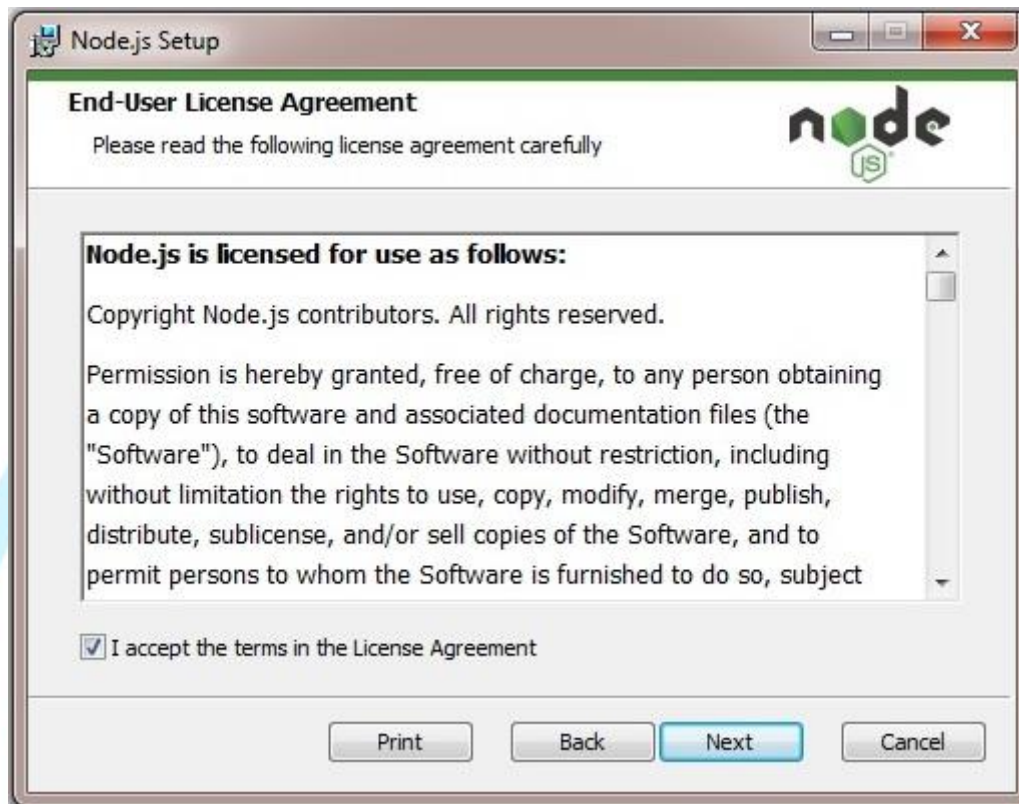 Node.js Setup
End-User License Agreement
Please read the following license agreement carefully
node
JS
Node.js is licensed for use as follows:
Copyright Node.js contributors. All rights reserved.
Permission is hereby granted, free of charge, to any person obtaining
a copy of this software and associated documentation files (the
"Software"), to deal in the Software without restriction, including
without limitation the rights to use, copy, modify, merge, publish,
distribute, sublicense, and/or sell copies of the Software, and to
permit persons to whom the Software is furnished to do so, subject
I accept the terms in the License Agreement
Print Back Next Cancel